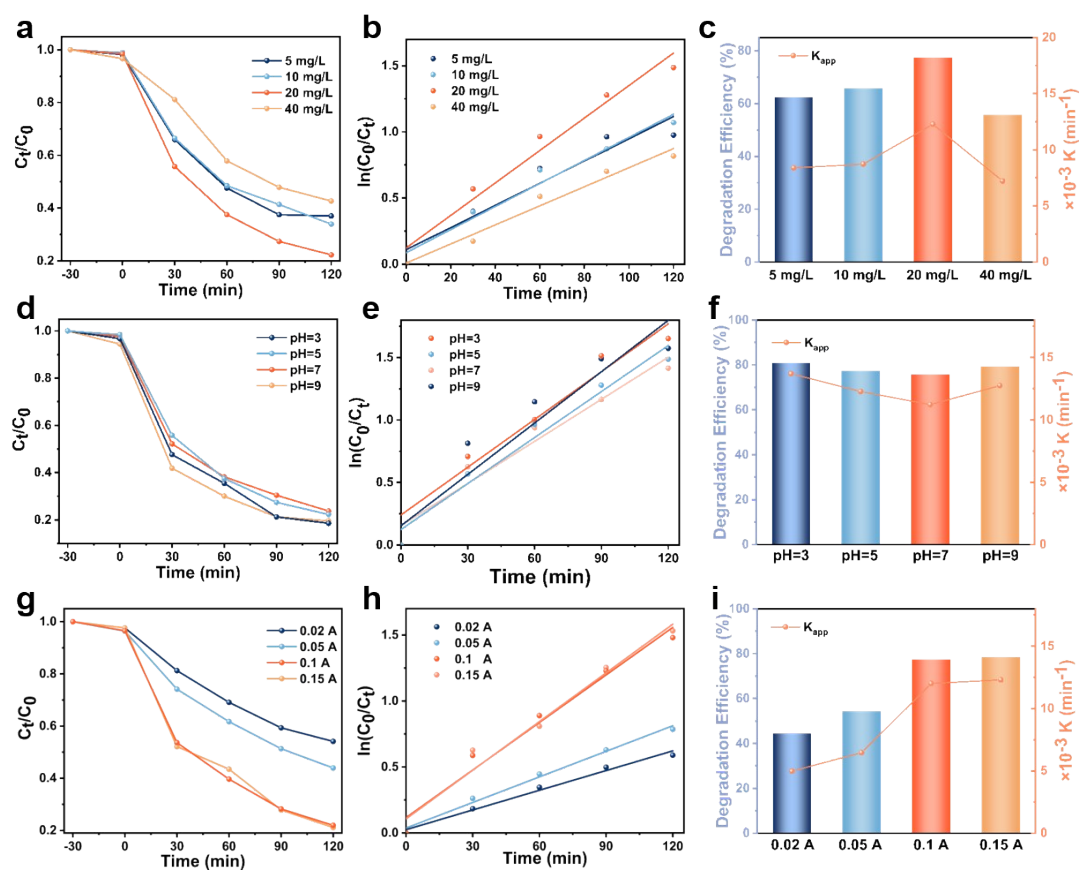 a
1.0
0.8
0.6
0.4
0.2
-30 0 30 60 90 120
Time (min)
Ct/C0
5 mg/L
10 mg/L
20 mg/L
40 mg/L
b
1.5
1.0
0.5
0.0
0 20 40 60 80 100 120
Time (min)
ln(C0/Ct)
5 mg/L
10 mg/L
20 mg/L
40 mg/L
c
80
60
40
20
0
Degradation Efficiency (%)
Kapp
20
15
10
5
0
×10-3 K (min-1)
5 mg/L 10 mg/L 20 mg/L 40 mg/L
d
1.0
0.8
0.6
0.4
0.2
-30 0 30 60 90 120
Time (min)
Ct/C0
pH=3
pH=5
pH=7
pH=9
e
1.5
1.0
0.5
0.0
0 30 60 90 120
Time (min)
ln(C0/Ct)
pH=3
pH=5
pH=7
pH=9
f
100
80
60
40
20
0
Degradation Efficiency (%)
Kapp
15
10
5
0
×10-3 K (min-1)
pH=3 pH=5 pH=7 pH=9
g
1.0
0.8
0.6
0.4
0.2
-30 0 30 60 90 120
Time (min)
Ct/C0
0.02 A
0.05 A
0.1 A
0.15 A
h
1.5
1.0
0.5
0.0
0 30 60 90 120
Time (min)
ln(C0/Ct)
0.02 A
0.05 A
0.1 A
0.15 A
i
100
80
60
40
20
0
Degradation Efficiency (%)
Kapp
15
10
5
0
×10-3 K (min-1)
0.02 A 0.05 A 0.1 A 0.15 A